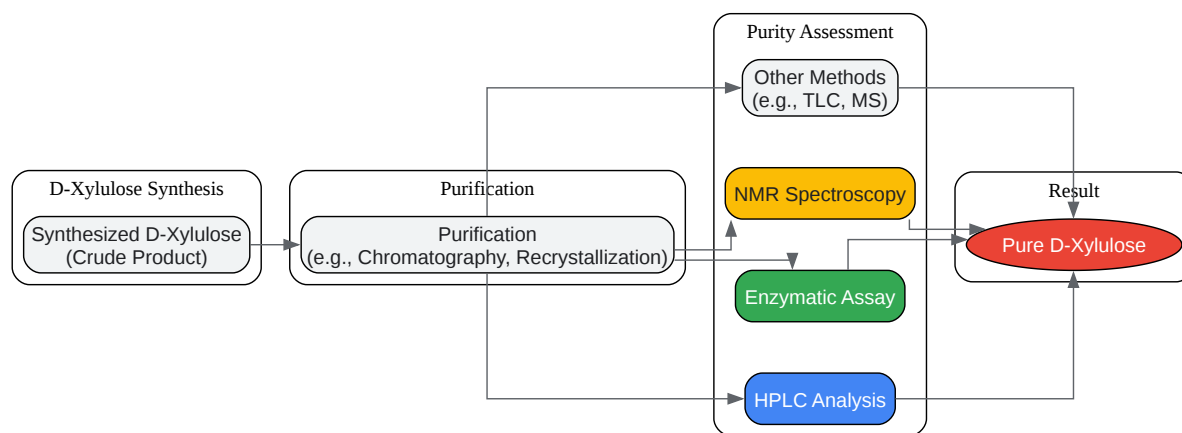 D-Xylulose Synthesis
Synthesized D-Xylulose
(Crude Product)
Purification
Purification
(e.g., Chromatography, Recrystallization)
Purity Assessment
Other Methods
(e.g., TLC, MS)
NMR Spectroscopy
Enzymatic Assay
HPLC Analysis
Result
Pure D-Xylulose